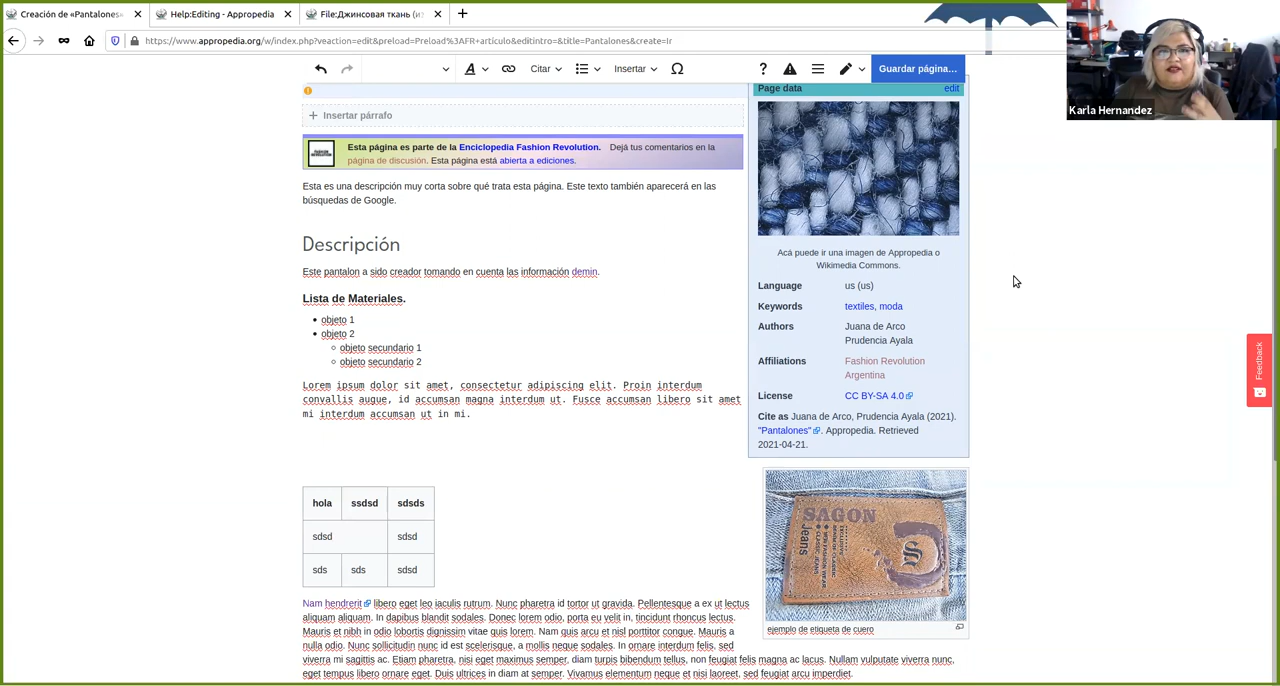 Creación de «Pantalones»
Help:Editing - Appropedia
File:Джинсовая ткань (из
https://www.appropedia.org/w/index.php?veaction=edit&preload=Preload%3AFR+articulo&editintro=&title=Pantalones&create=Ir
A
Citar
Insertar
Ω
?
Guardar página…
Karla Hernandez
Insertar párrafo
Esta página es parte de la Enciclopedia Fashion Revolution. Dejá tus comentarios en la
página de discusión. Esta página está abierta a ediciones.
Esta es una descripción muy corta sobre qué trata esta página. Este texto también aparecerá en las
búsquedas de Google.
Descripción
Este pantalon a sido creador tomando en cuenta las información demin.
Lista de Materiales.
objeto 1
objeto 2
objeto secundario 1
objeto secundario 2
Lorem ipsum dolor sit amet, consectetur adipiscing elit. Proin interdum
convallis augue, id accumsan magna interdum ut. Fusce accumsan libero sit amet
mi interdum accumsan ut in mi.
hola ssdsd sdsds
sdsd sdsd
sds sds sdsd
Nam hendrerit libero eget leo iaculis rutrum. Nunc pharetra id tortor ut gravida. Pellentesque a ex ut lectus
aliquam aliquam. In dapibus blandit sodales. Donec lorem odio, porta eu velit in, tincidunt rhoncus lectus.
Mauris et nibh in odio lobortis dignissim vitae quis lorem. Nam quis arcu et nisl porttitor congue. Mauris a
nulla odio. Nunc sollicitudin nunc id est scelerisque, a mollis neque sodales. In ornare interdum felis, sed
viverra mi sagittis ac. Etiam pharetra, nisi eget maximus semper, diam turpis bibendum tellus, non feugiat felis magna ac lacus. Nullam vulputate viverra nunc,
eget tempus libero ornare eget. Duis ultrices in diam at semper. Vivamus elementum neque et nisi laoreet, sed feugiat arcu imperdiet.
Page data edit
Acá puede ir una imagen de Appropedia o
Wikimedia Commons.
Language us (us)
Keywords textiles, moda
Authors Juana de Arco
Prudencia Ayala
Affiliations Fashion Revolution
Argentina
License CC BY-SA 4.0
Cite as Juana de Arco, Prudencia Ayala (2021).
"Pantalones". Appropedia. Retrieved
2021-04-21.
SAGON
Jeans
S
ejemplo de etiqueta de cuero
Feedback